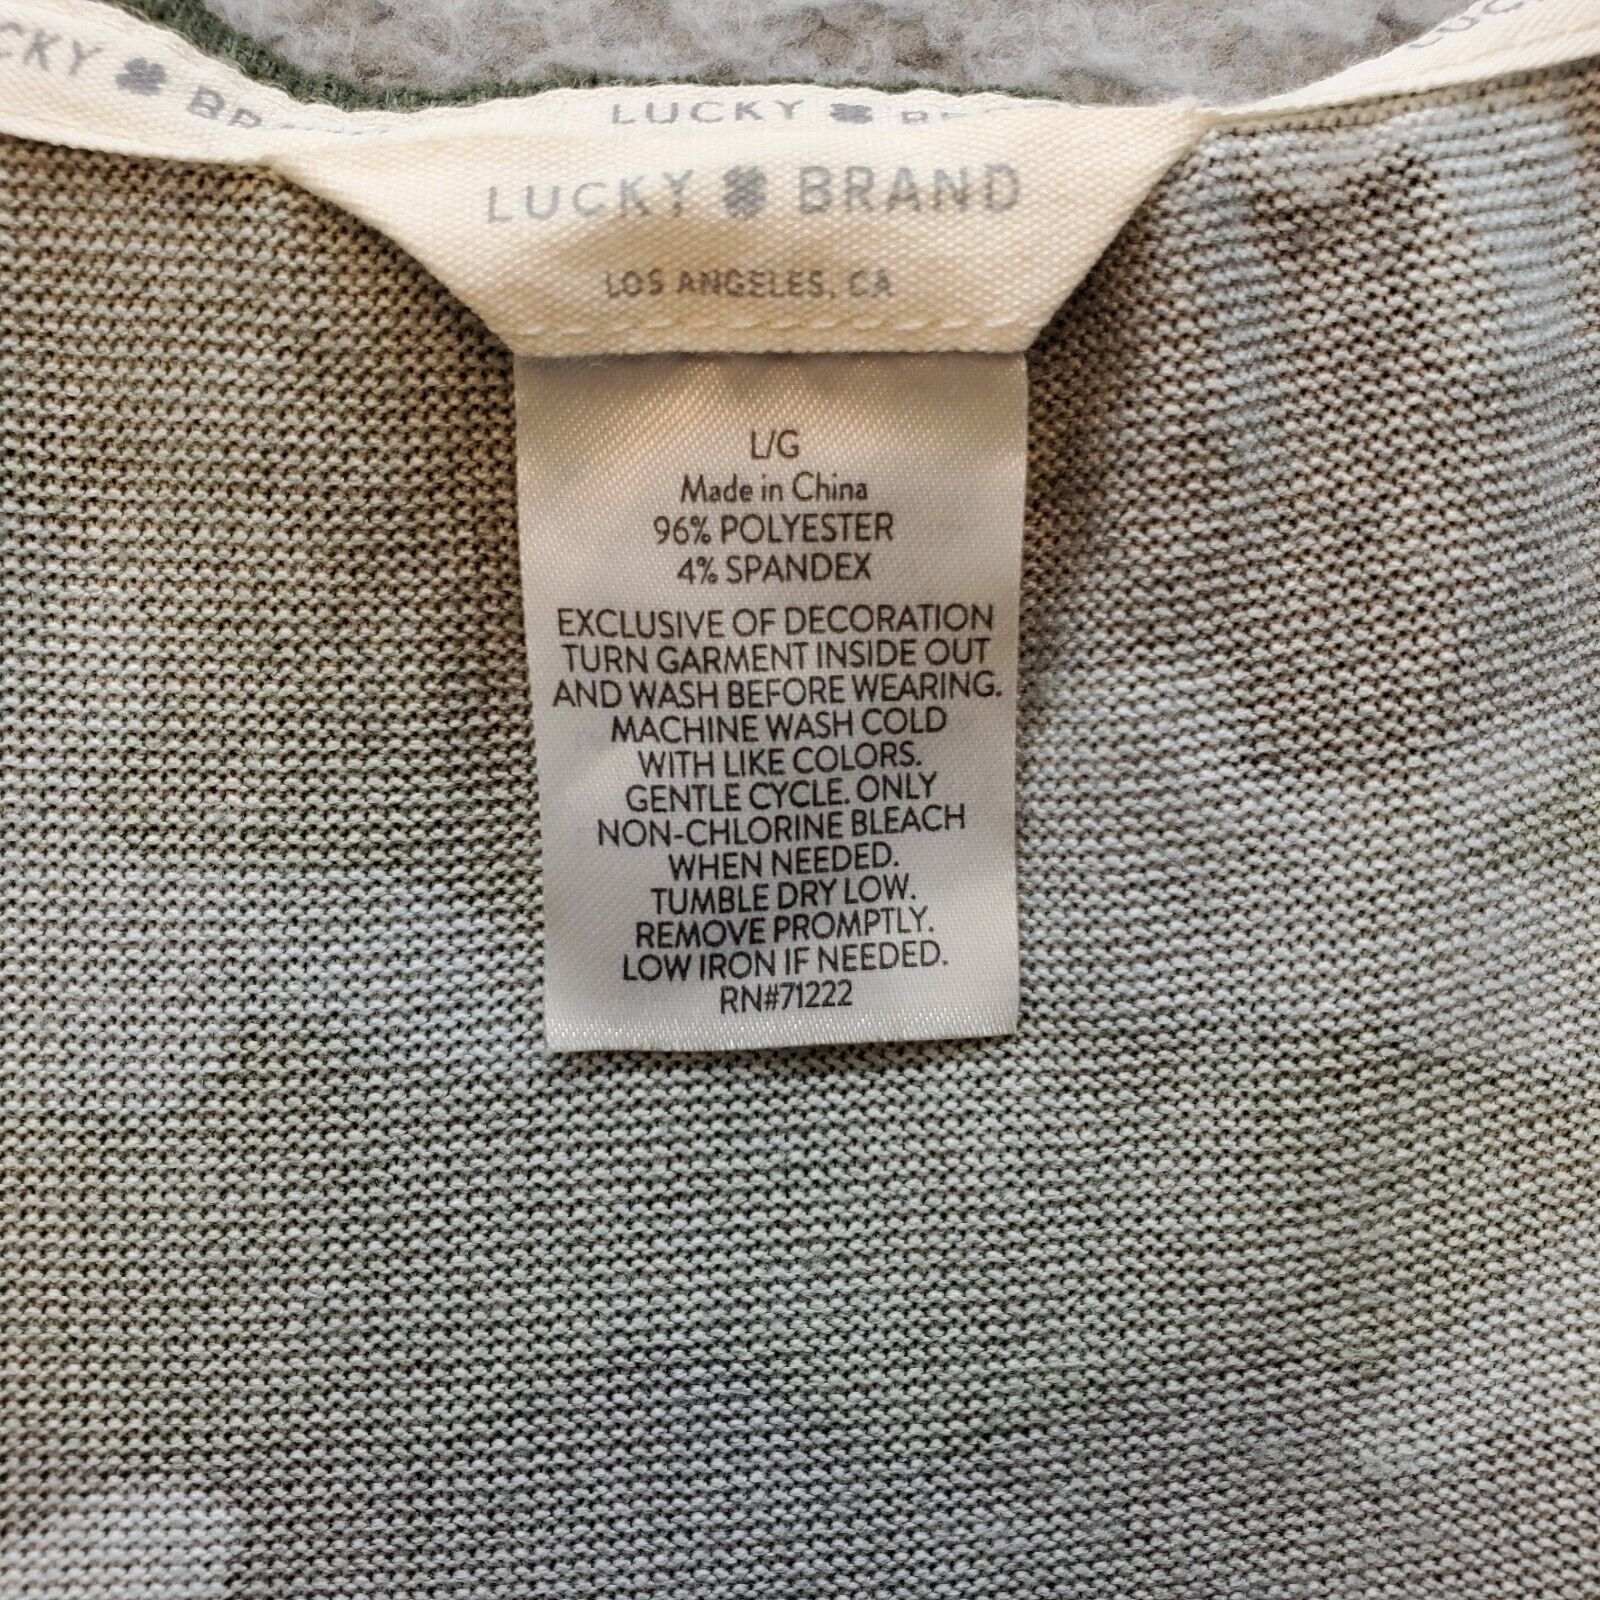 CKY
LUCKY
LUCKY BRAND
LOS ANGELES, CA
L/G
Made in China
96% POLYESTER
4% SPANDEX
EXCLUSIVE OF DECORATION
TURN GARMENT INSIDE OUT
AND WASH BEFORE WEARING.
MACHINE WASH COLD
WITH LIKE COLORS.
GENTLE CYCLE. ONLY
NON-CHLORINE BLEACH
WHEN NEEDED.
TUMBLE DRY LOW.
REMOVE PROMPTLY.
LOW IRON IF NEEDED.
RN#71222